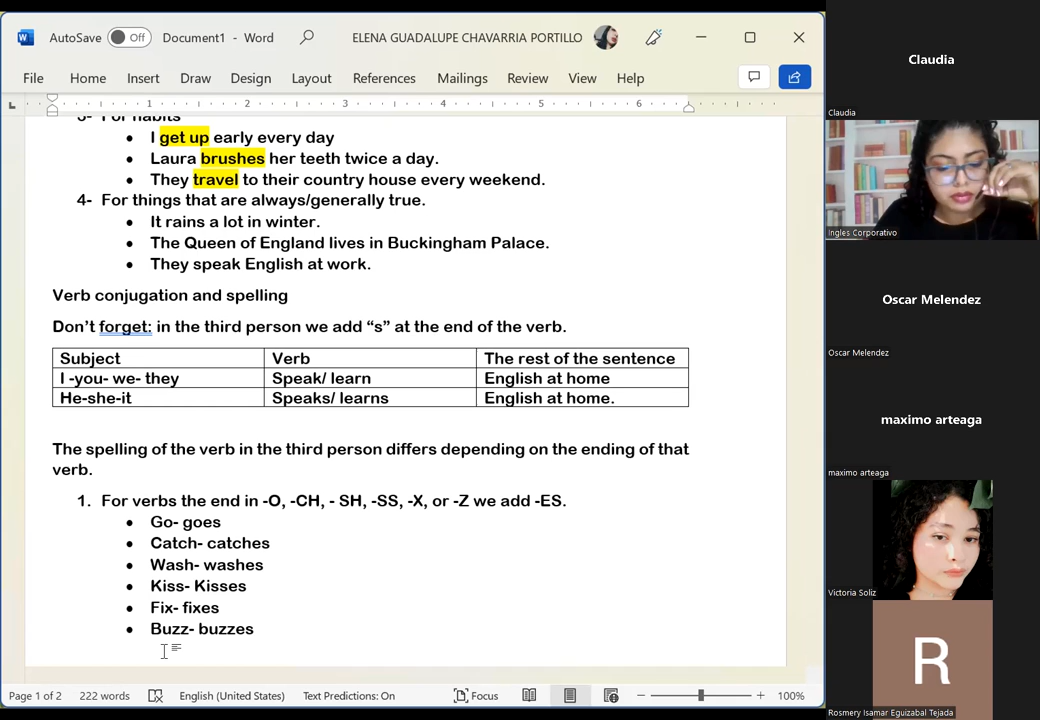 AutoSave Off Document1 - Word ELENA GUADALUPE CHAVARRIA PORTILLO
File Home Insert Draw Design Layout References Mailings Review View Help
1 2 3 4 5 6
3- For habits
• I get up early every day
• Laura brushes her teeth twice a day.
• They travel to their country house every weekend.
4- For things that are always/generally true.
• It rains a lot in winter.
• The Queen of England lives in Buckingham Palace.
• They speak English at work.
Verb conjugation and spelling
Don't forget: in the third person we add “s” at the end of the verb.
Subject Verb The rest of the sentence
I -you- we- they Speak/ learn English at home
He-she-it Speaks/ learns English at home.
The spelling of the verb in the third person differs depending on the ending of that
verb.
1. For verbs the end in -O, -CH, - SH, -SS, -X, or -Z we add -ES.
• Go- goes
• Catch- catches
• Wash- washes
• Kiss- Kisses
• Fix- fixes
• Buzz- buzzes
Page 1 of 2 222 words English (United States) Text Predictions: On Focus 100%
Claudia
Claudia
Ingles Corporativo
Oscar Melendez
Oscar Melendez
maximo arteaga
maximo arteaga
Victoria Soliz
R
Rosmery Isamar Eguizabal Tejada